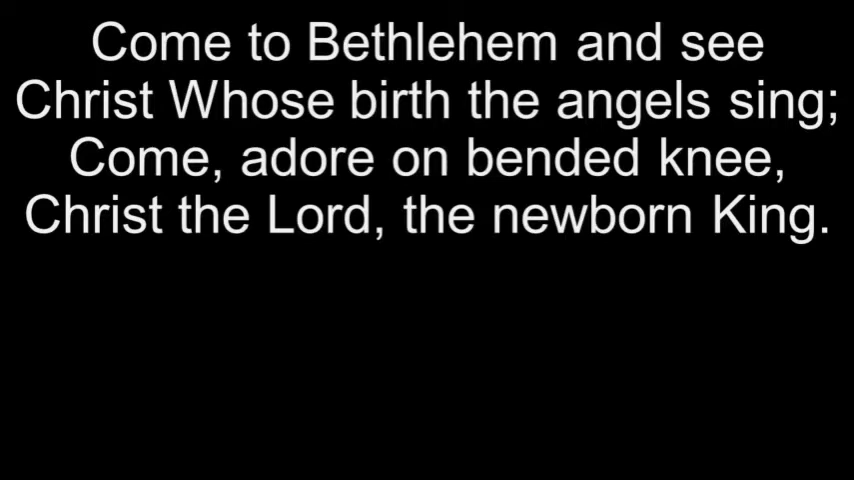 Come to Bethlehem and see
Christ Whose birth the angels sing;
Come, adore on bended knee,
Christ the Lord, the newborn King.